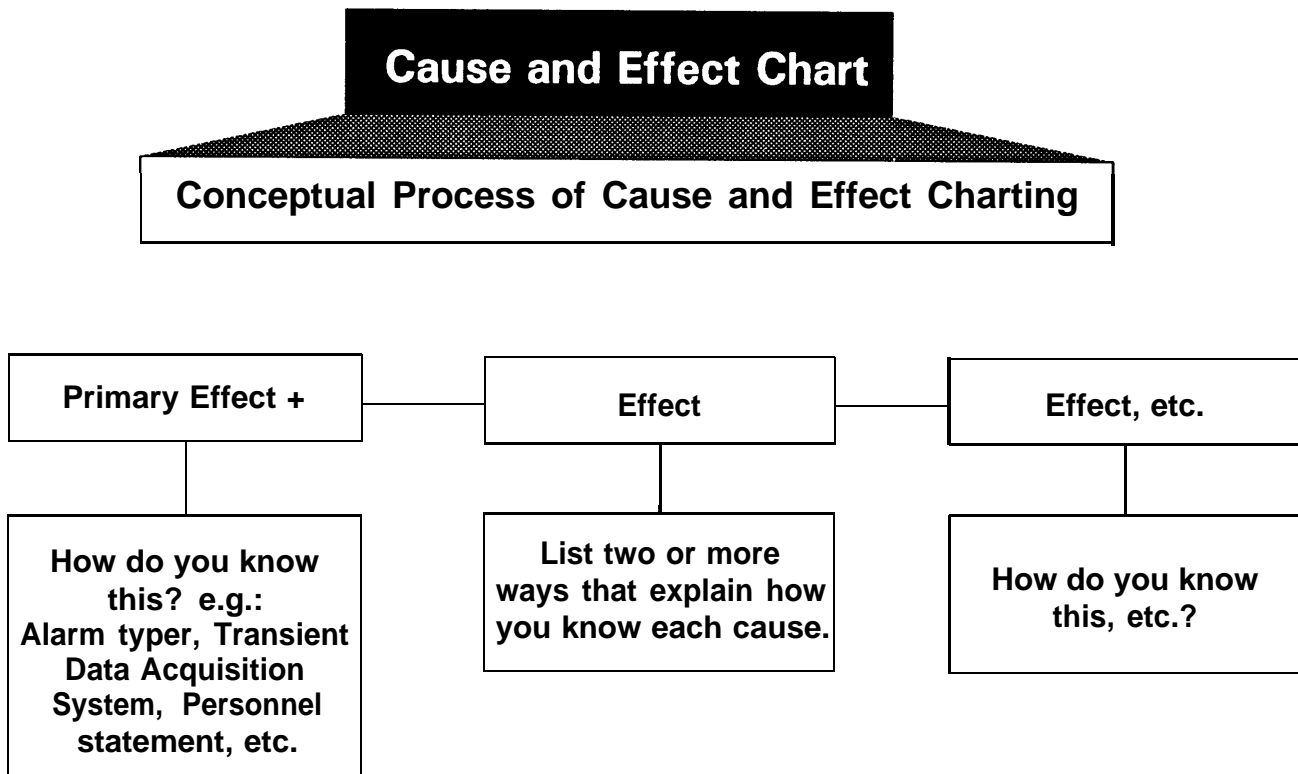 Cause and Effect Chart
Conceptual Process of Cause and Effect Charting
Primary Effect +
Effect
Effect, etc.
How do you know
this? e.g.:
Alarm typer, Transient
Data Acquisition
System, Personnel
statement, etc.
List two or more
ways that explain how
you know each cause.
How do you know
this, etc.?